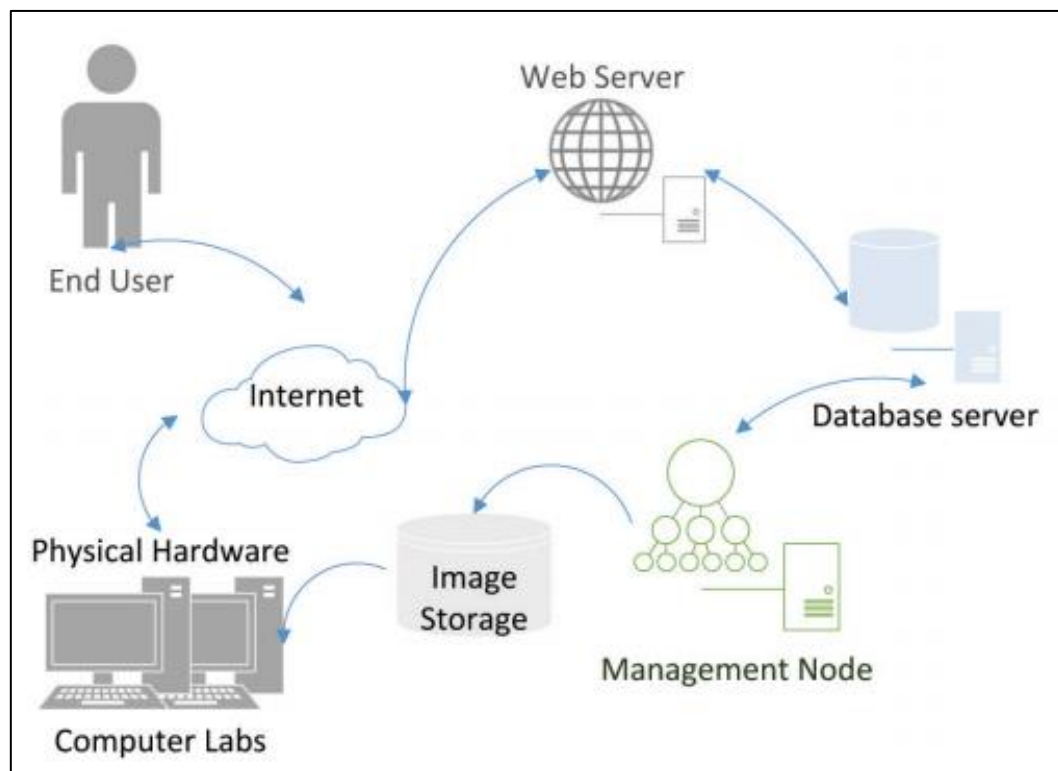 Web Server
End User
Internet
Database server
Physical Hardware
Image
Storage
Management Node
Computer Labs